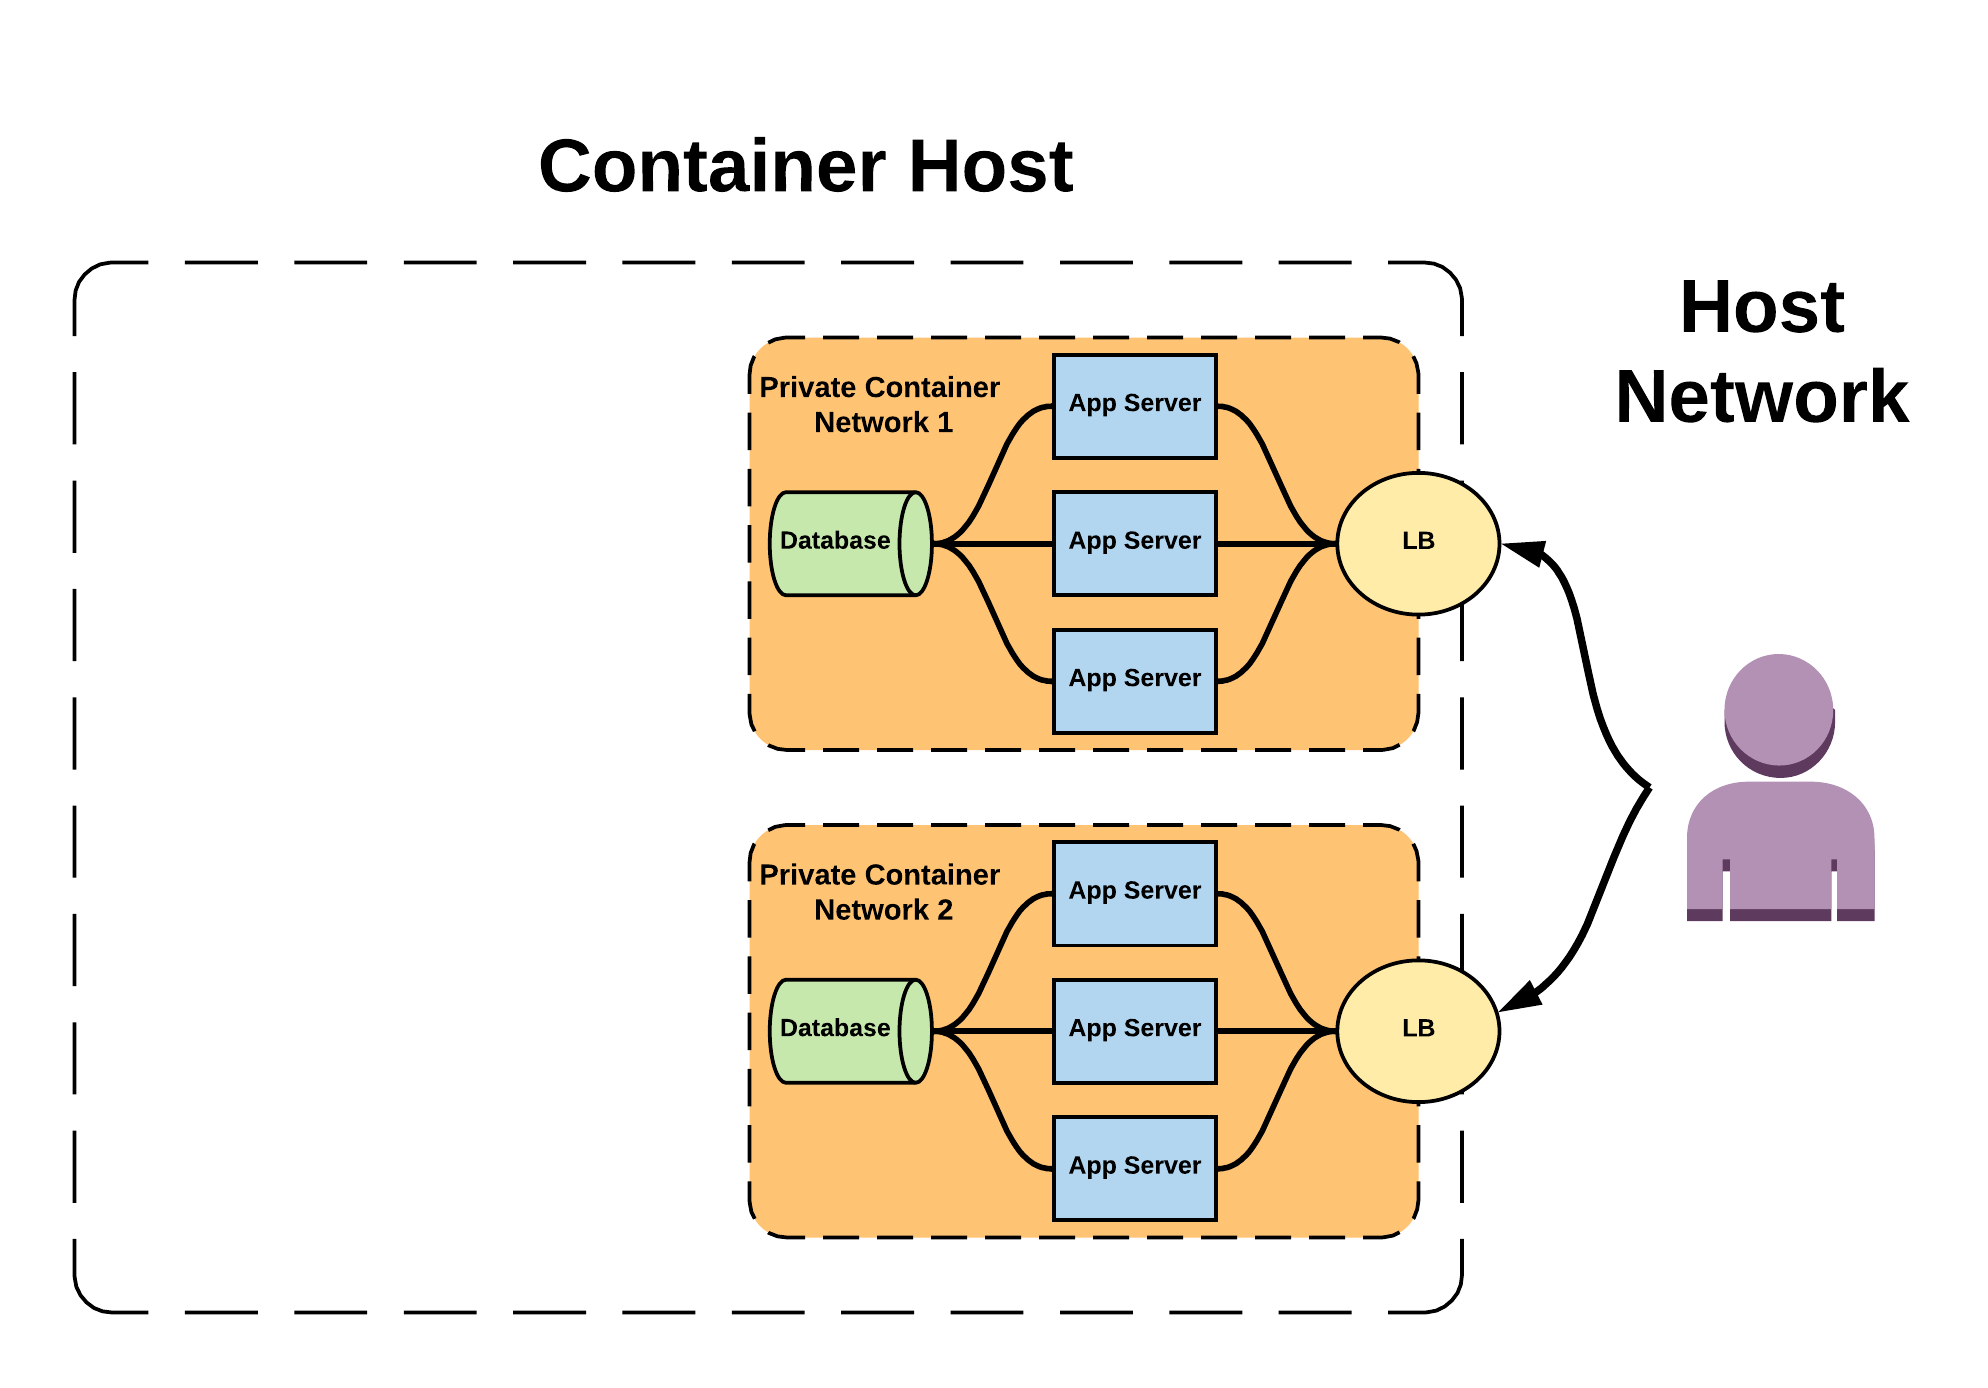 Container Host
Host
Network
Private Container
Network 1
App Server
Database
App Server
LB
App Server
Private Container
Network 2
App Server
Database
App Server
LB
App Server